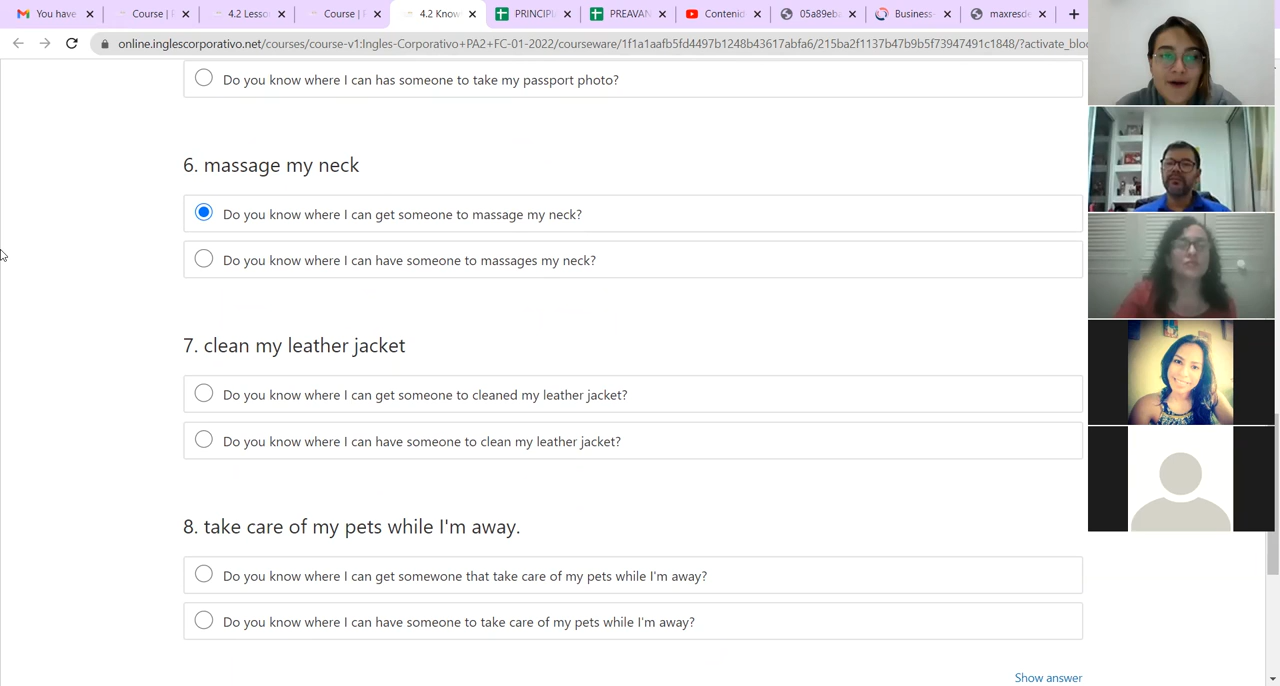 You have
Course | E
4.2 Lesso
Course | E
4.2 Know
PRINCIPI
PREAVAN
Contenid
05a89eb
Business-
maxresde
online.inglescorporativo.net/courses/course-v1:Ingles-Corporativo+PA2+FC-01-2022/courseware/1f1a1aafb5fd4497b1248b43617abfa6/215ba2f1137b47b9b5f73947491c1848/?activate_bloc
Do you know where I can has someone to take my passport photo?
6. massage my neck
Do you know where I can get someone to massage my neck?
Do you know where I can have someone to massages my neck?
7. clean my leather jacket
Do you know where I can get someone to cleaned my leather jacket?
Do you know where I can have someone to clean my leather jacket?
8. take care of my pets while I'm away.
Do you know where I can get somewone that take care of my pets while I'm away?
Do you know where I can have someone to take care of my pets while I'm away?
Show answer